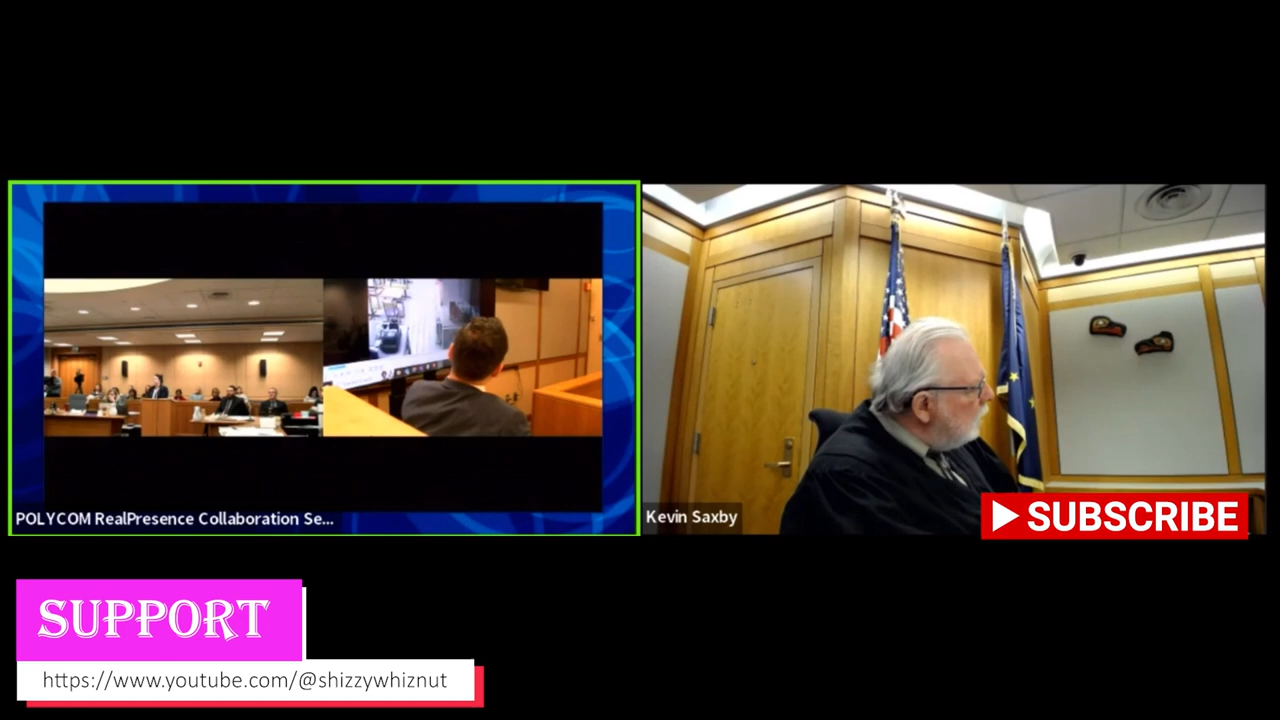 POLYCOM RealPresence Collaboration Se...
Kevin Saxby
SUBSCRIBE
SUPPORT
https://www.youtube.com/@shizzywhiznut